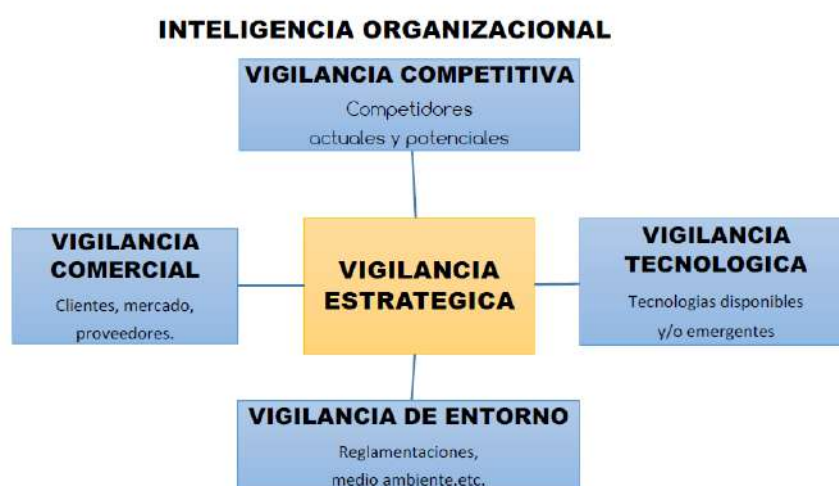 INTELIGENCIA ORGANIZACIONAL
VIGILANCIA COMPETITIVA
Competidores
actuales y potenciales
VIGILANCIA
COMERCIAL
Clientes, mercado,
proveedores.
VIGILANCIA
ESTRATEGICA
VIGILANCIA
TECNOLOGICA
Tecnologias disponibles
y/o emergentes
VIGILANCIA DE ENTORNO
Reglamentaciones,
medio ambiente,etc.